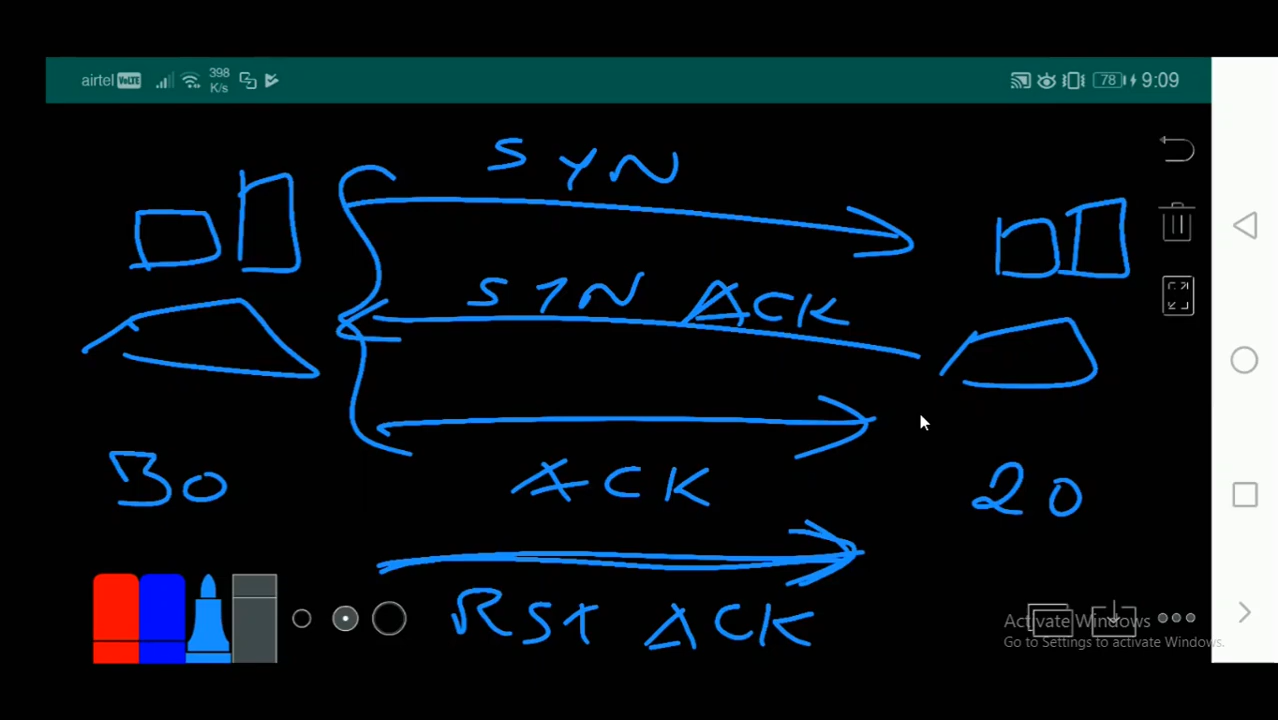 airtel VoLTE 398 K/s 78 9:09
SYN
SYN ACK
ACK
30 20
RST ACK
Activate Windows
Go to Settings to activate Windows.